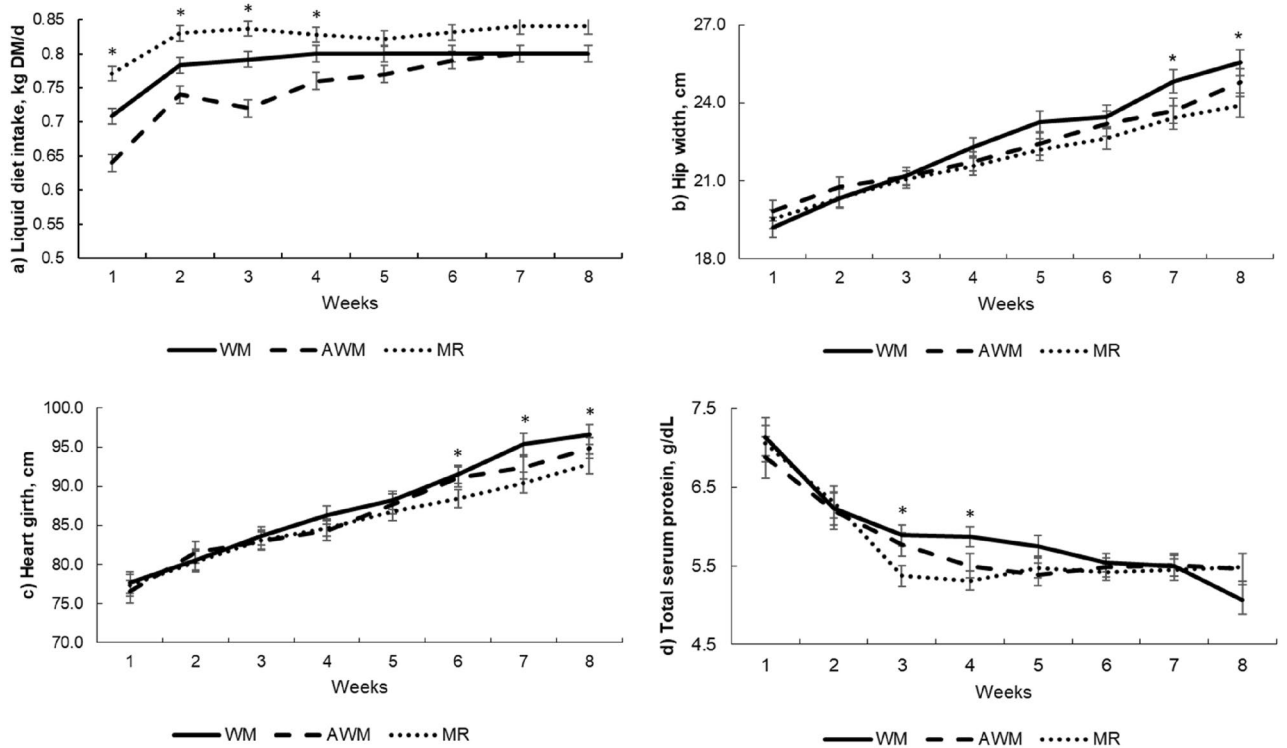 a) Liquid diet intake, kg DM/d
0.85
0.8
0.75
0.7
0.65
0.6
0.55
0.5
* * * *
1 2 3 4 5 6 7 8
Weeks
WM AWM MR
b) Hip width, cm
27.0
24.0
21.0
18.0
* *
1 2 3 4 5 6 7 8
Weeks
WM AWM MR
c) Heart girth, cm
100.0
95.0
90.0
85.0
80.0
75.0
70.0
* * *
1 2 3 4 5 6 7 8
Weeks
WM AWM MR
d) Total serum protein, g/dL
7.5
6.5
5.5
4.5
* *
1 2 3 4 5 6 7 8
Weeks
WM AWM MR